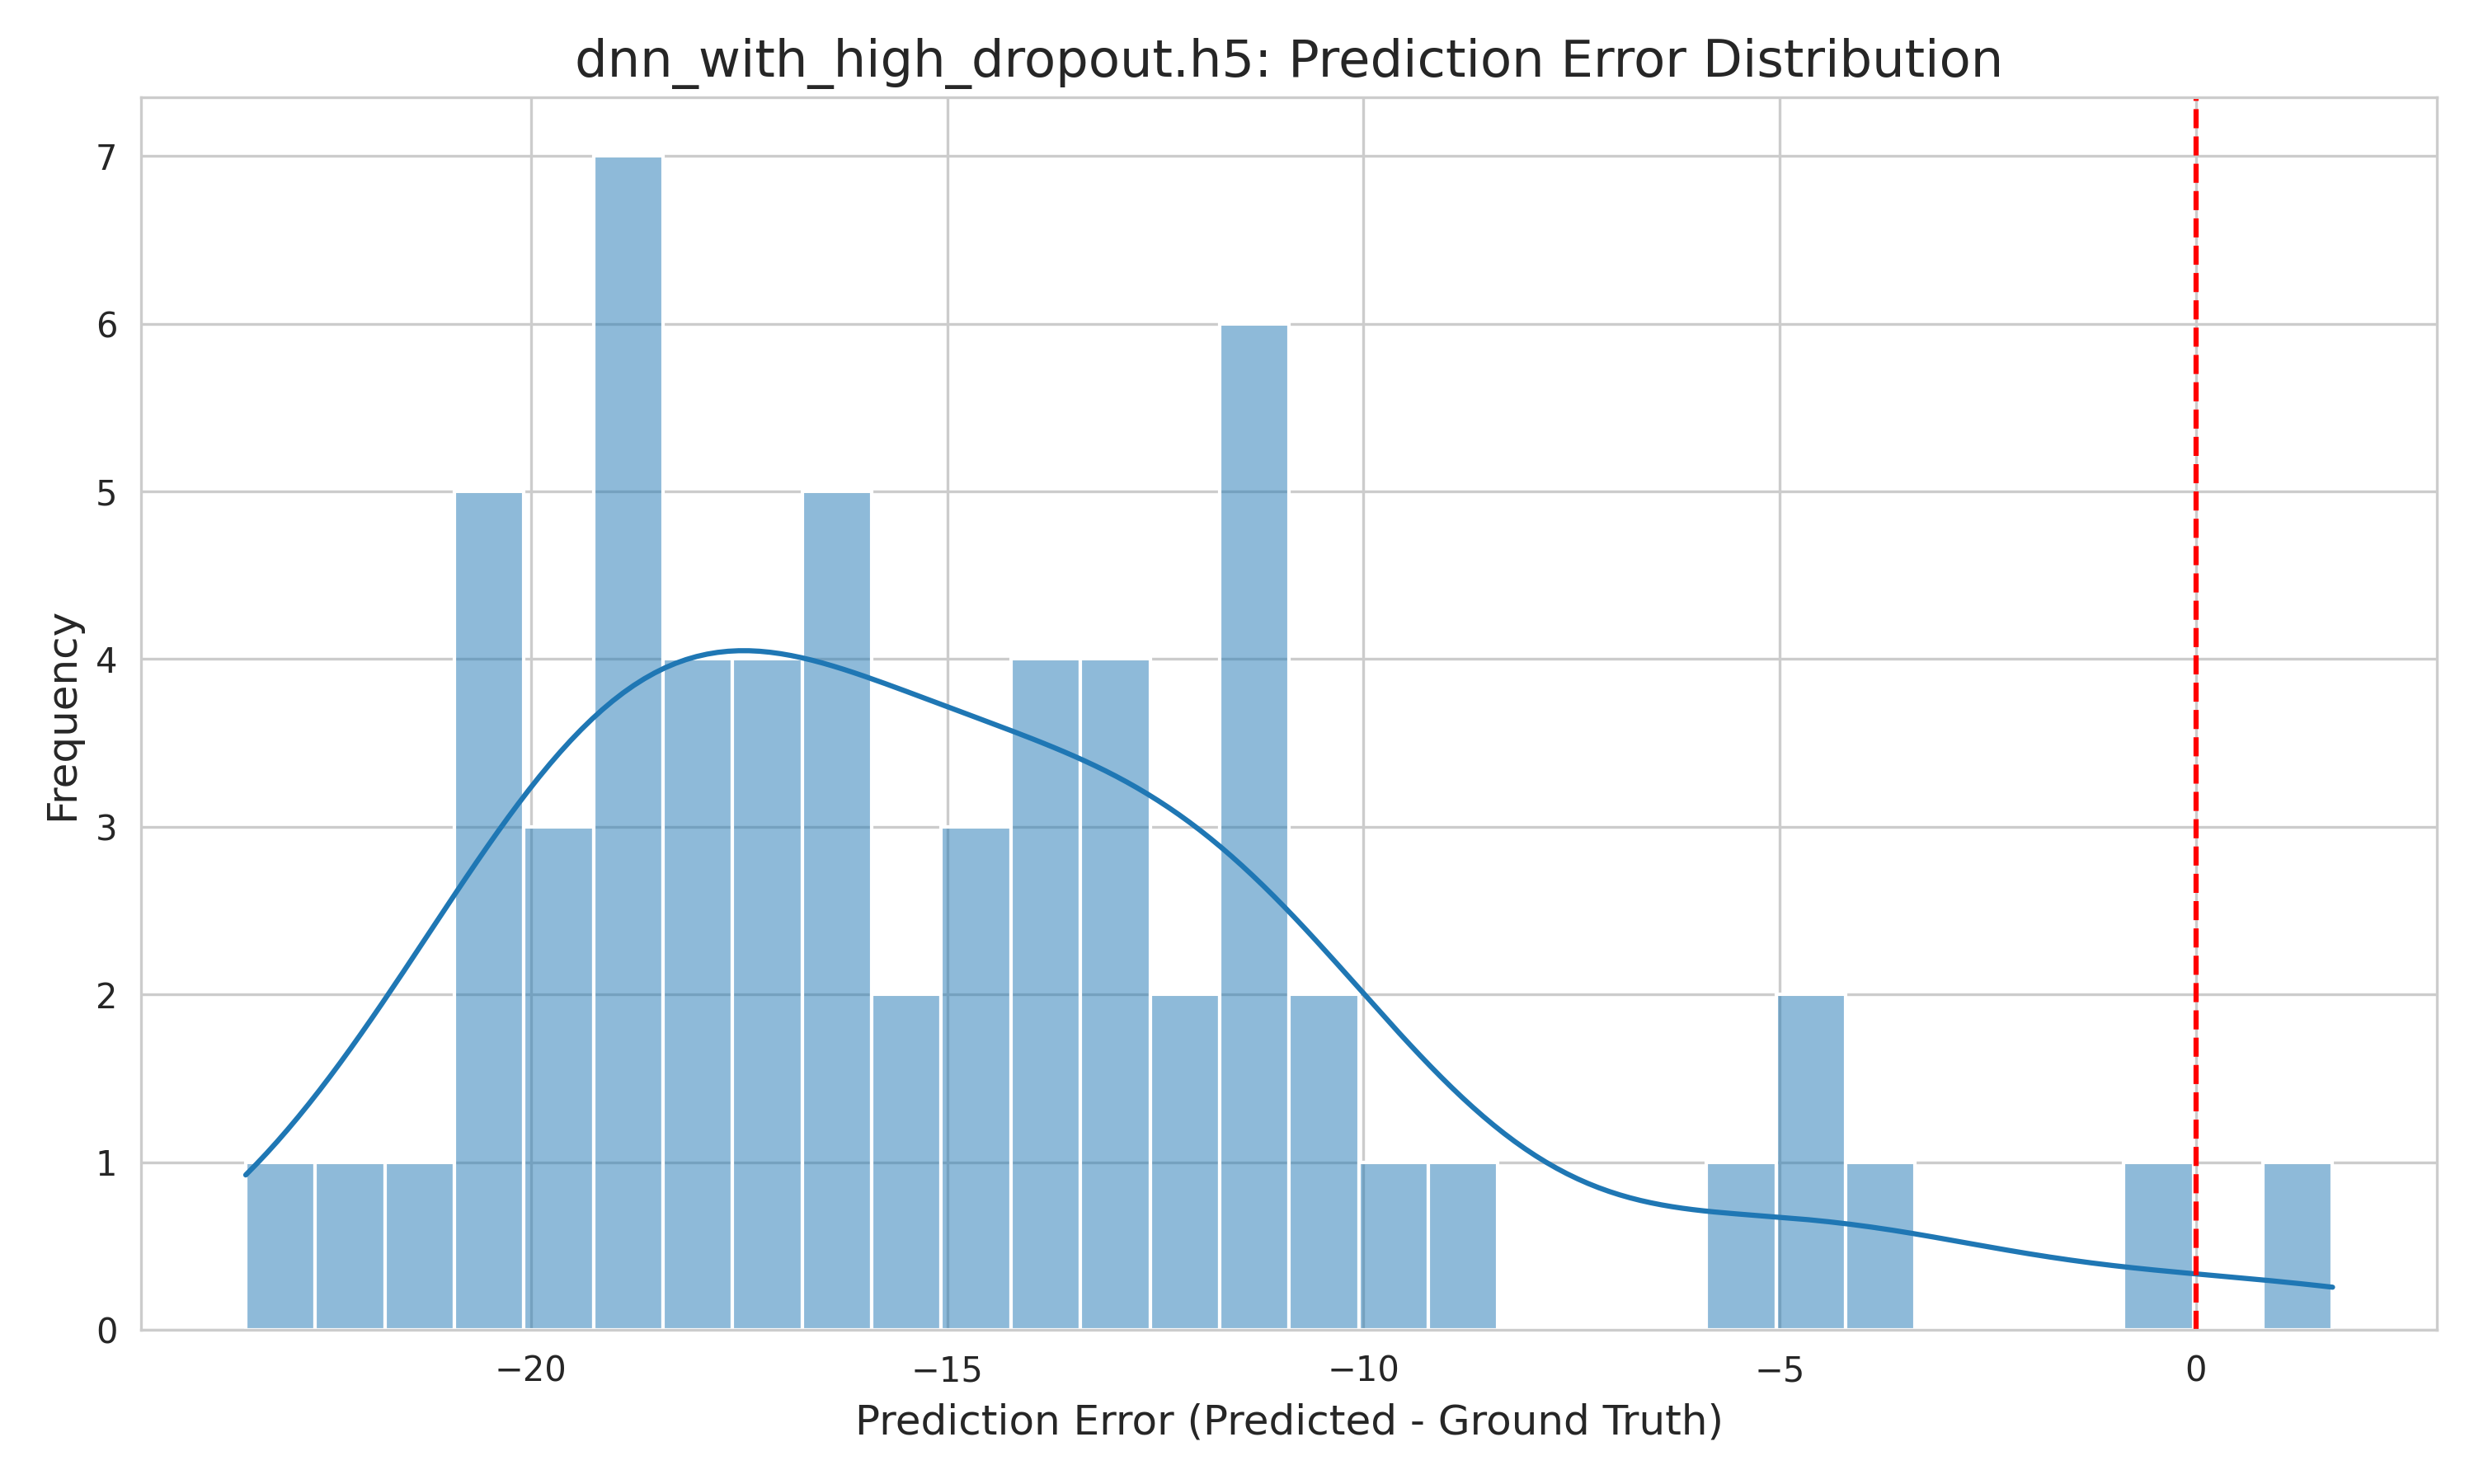 dnn_with_high_dropout.h5: Prediction Error Distribution
7
6
5
4
3
2
1
0
Frequency
−20 −15 −10 −5 0
Prediction Error (Predicted - Ground Truth)